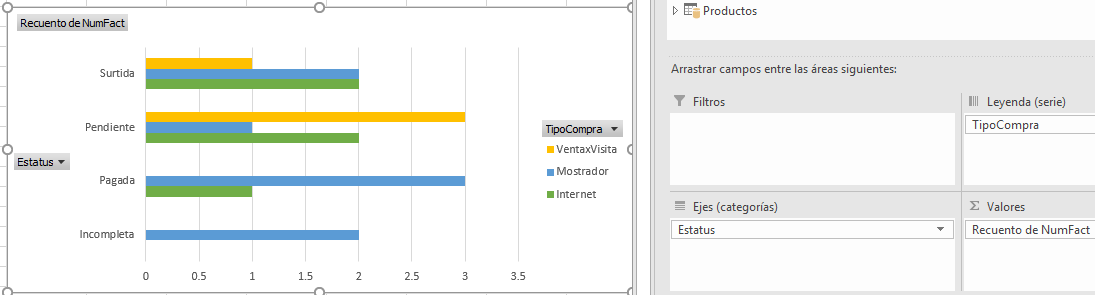 Recuento de NumFact
Surtida
Pendiente
Estatus
Pagada
Incompleta
0 0.5 1 1.5 2 2.5 3 3.5
TipoCompra
VentaxVisita
Mostrador
Internet
Productos
Arrastrar campos entre las áreas siguientes:
Filtros
Leyenda (serie)
TipoCompra
Ejes (categorías)
Estatus
Σ Valores
Recuento de NumFact